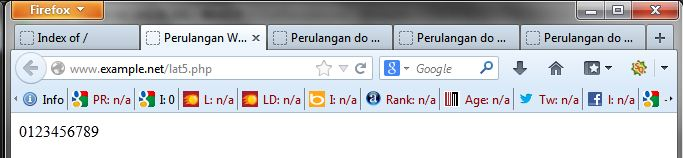 Firefox
Index of /
Perulangan W...
Perulangan do ...
Perulangan do ...
Perulangan do ...
www.example.net/lat5.php
Google
Info PR: n/a I: 0 L: n/a LD: n/a I: n/a Rank: n/a Age: n/a Tw: n/a I: n/a
0123456789